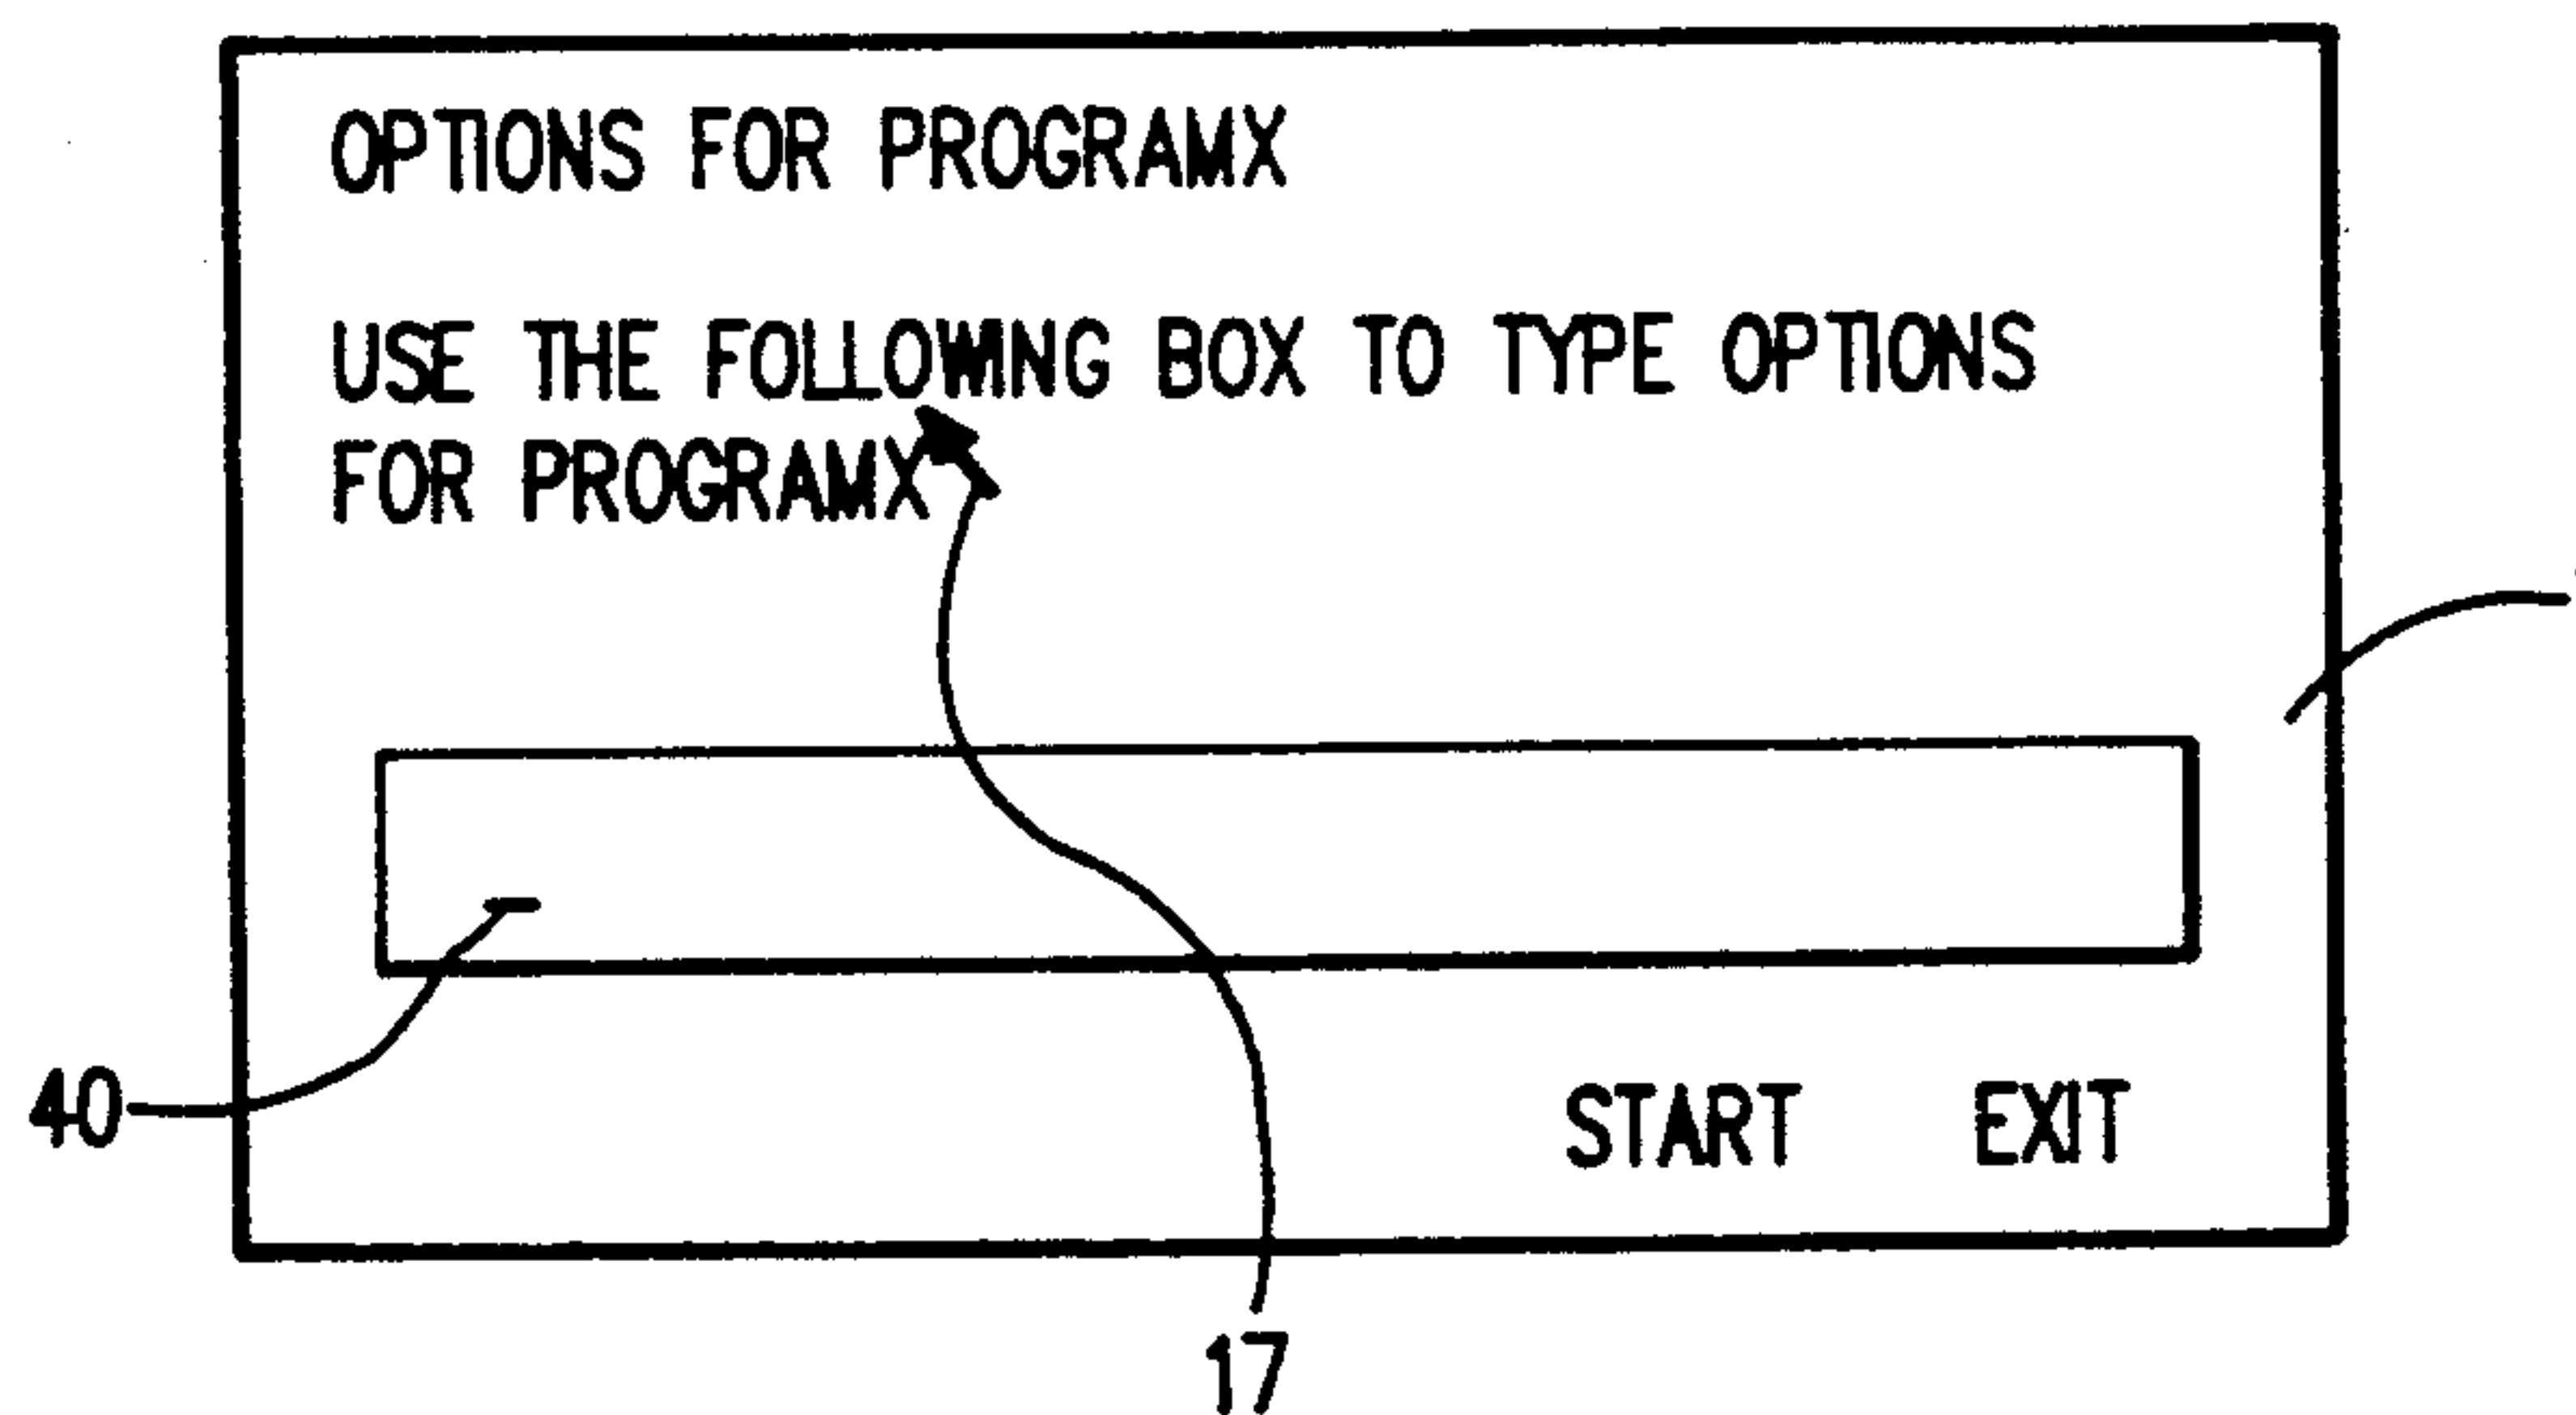 OPTIONS FOR PROGRAMX
USE THE FOLLOWING BOX TO TYPE OPTIONS
FOR PROGRAMX
40
START EXIT
17